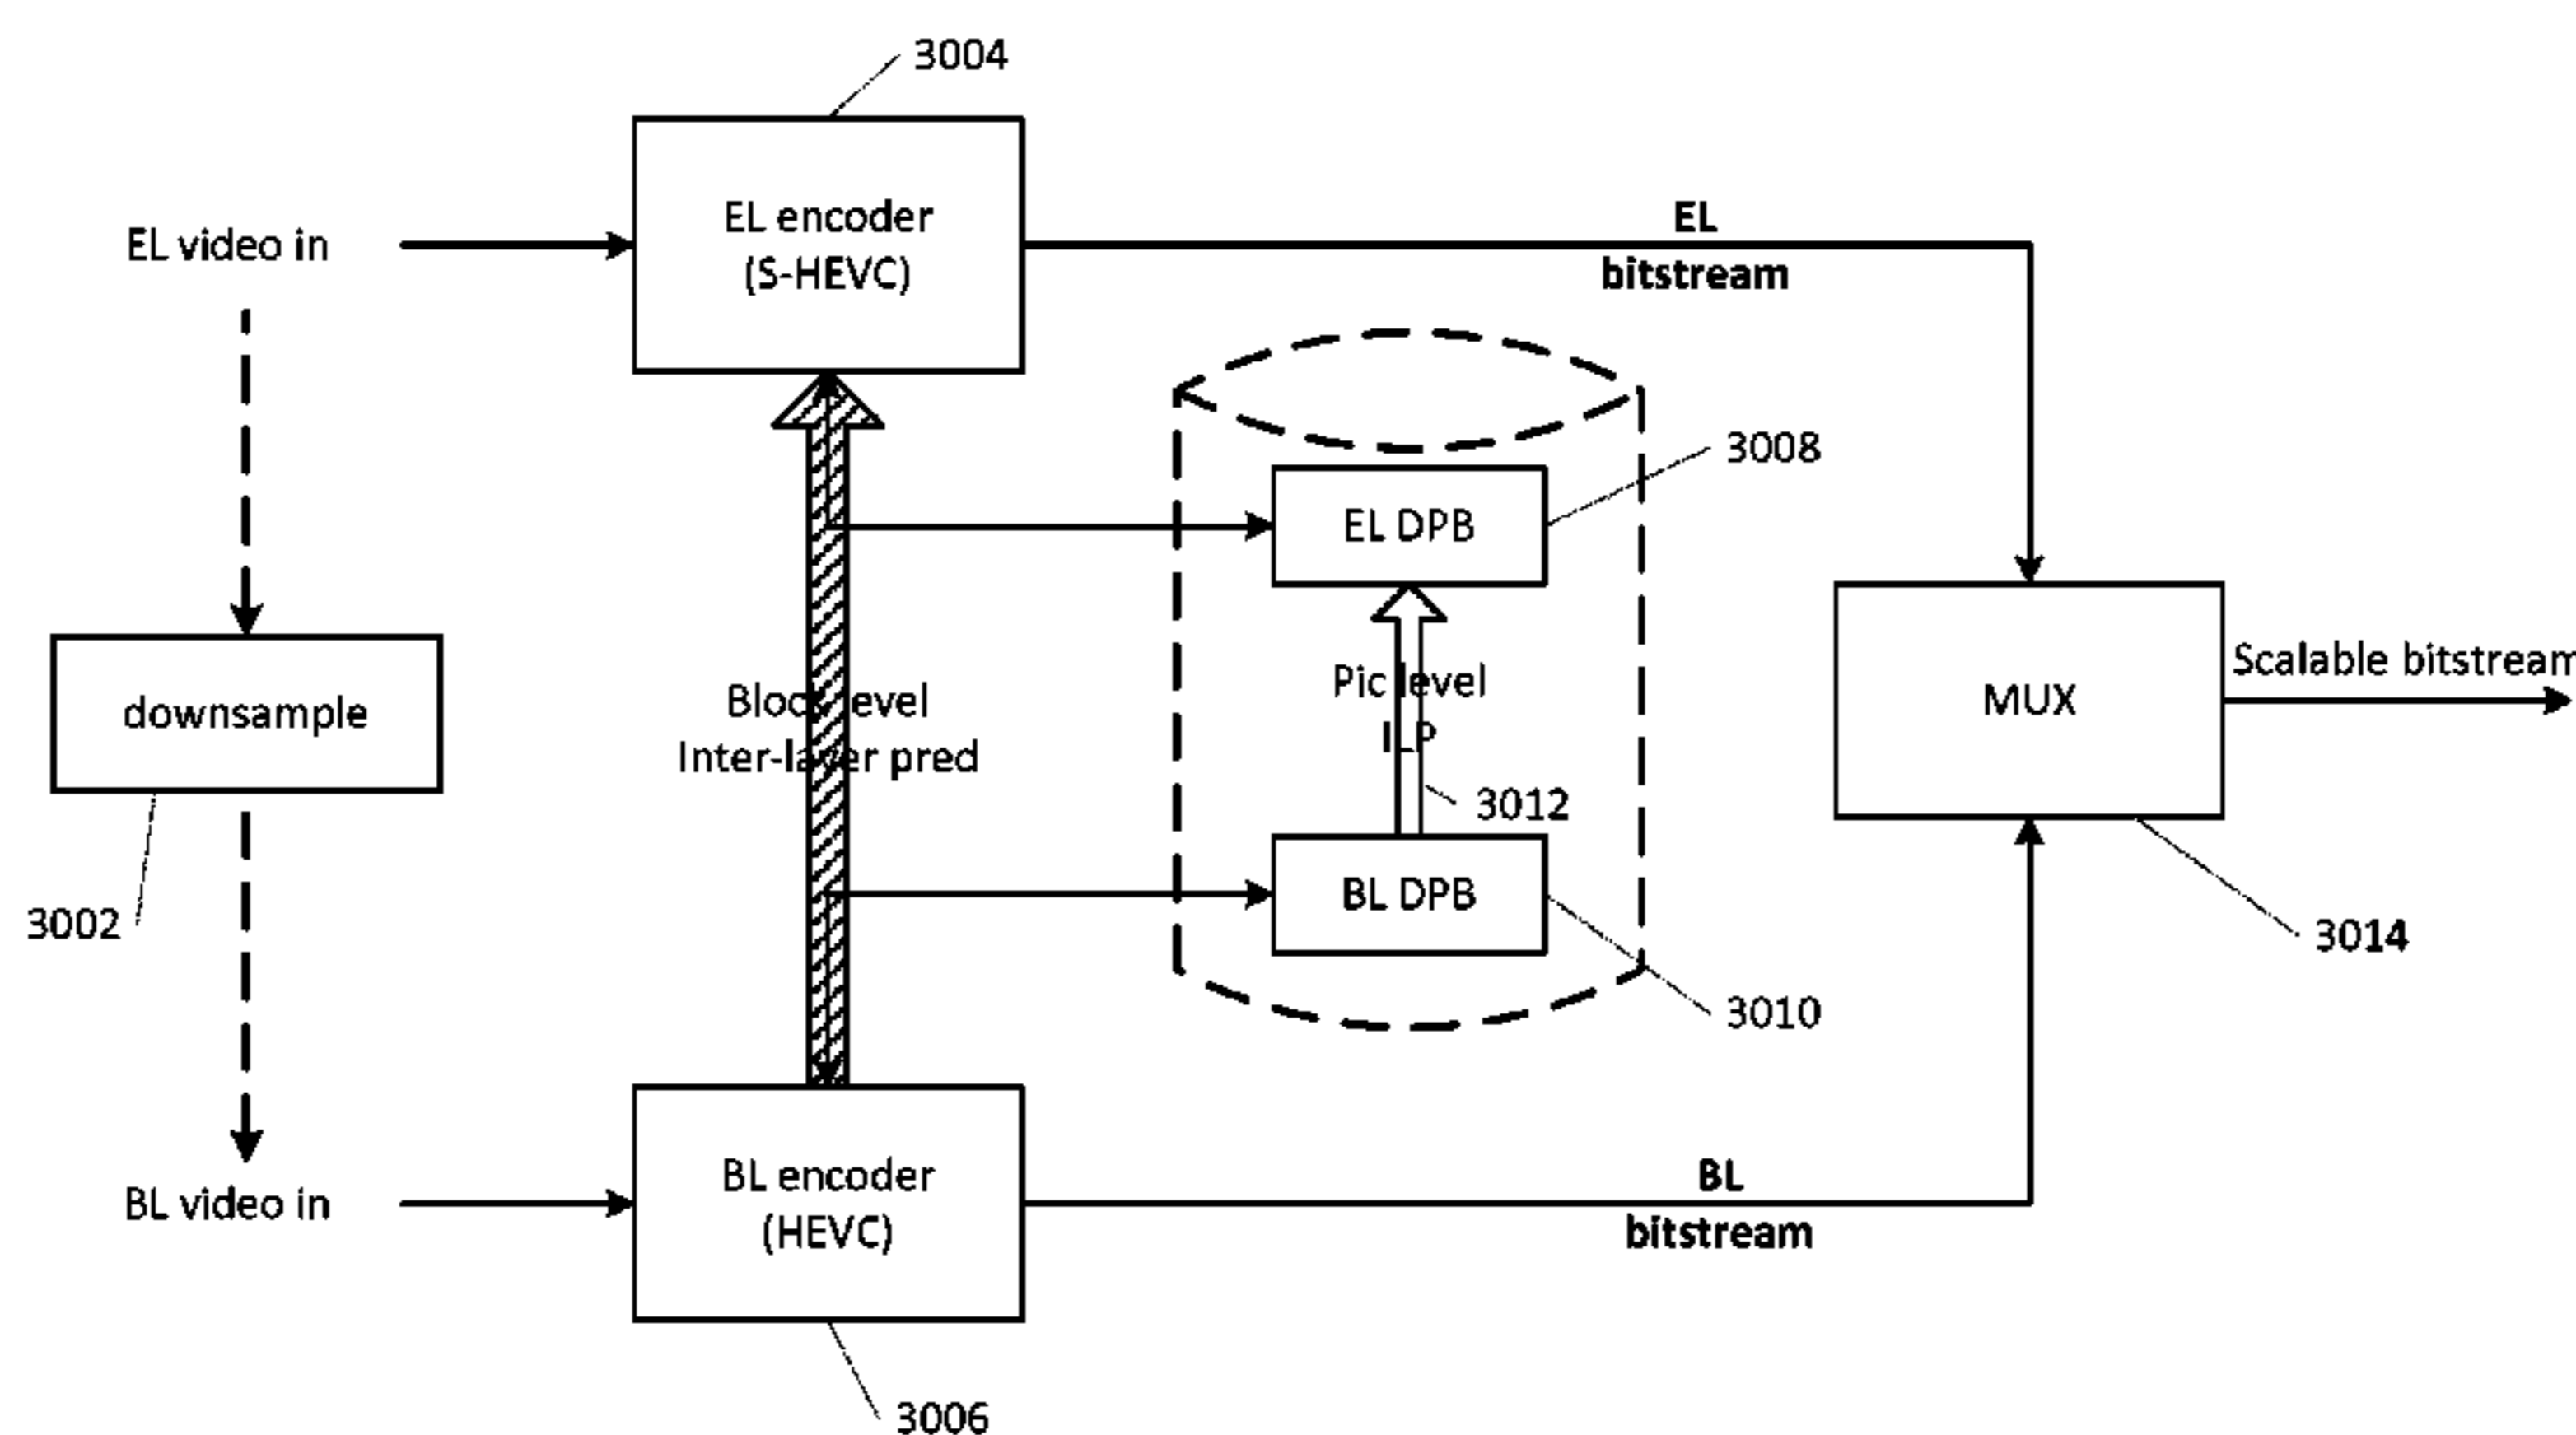 3004
EL encoder
(S-HEVC)
EL video in
EL
bitstream
3008
EL DPB
downsample
Block level
Inter-layer pred
Pic level
ILP
3012
MUX
Scalable bitstream
3002
BL DPB
3014
3010
BL encoder
(HEVC)
BL video in
BL
bitstream
3006